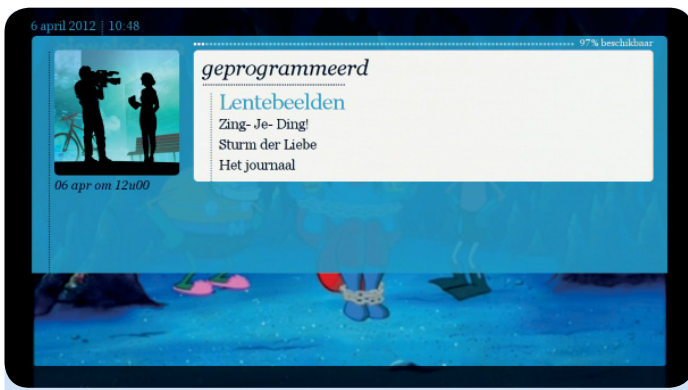 6 april 2012 ┊ 10:48
97% beschikbaar
geprogrammeerd
Lentebeelden
Zing- Je- Ding!
Sturm der Liebe
Het journaal
06 apr om 12u00